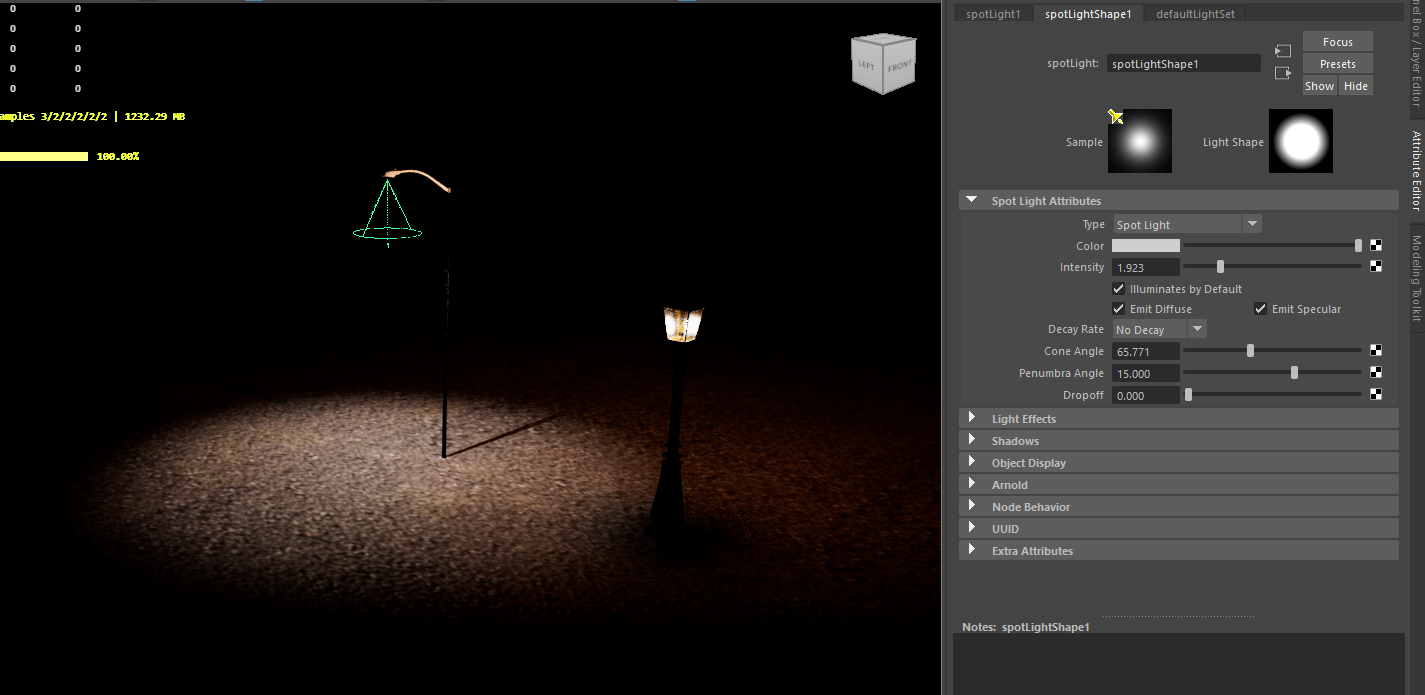 0 0
0 0
0 0
0 0
0 0
amples 3/2/2/2/2/2 | 1232.29 MB
100.00%
LEFT FRONT
spotLight1 spotLightShape1 defaultLightSet
spotLight: spotLightShape1
Focus
Presets
Show Hide
Sample Light Shape
Spot Light Attributes
Type Spot Light
Color
Intensity 1.923
Illuminates by Default
Emit Diffuse Emit Specular
Decay Rate No Decay
Cone Angle 65.771
Penumbra Angle 15.000
Dropoff 0.000
Light Effects
Shadows
Object Display
Arnold
Node Behavior
UUID
Extra Attributes
Notes: spotLightShape1
nel Box / Layer Editor
Attribute Editor
Modeling Toolkit